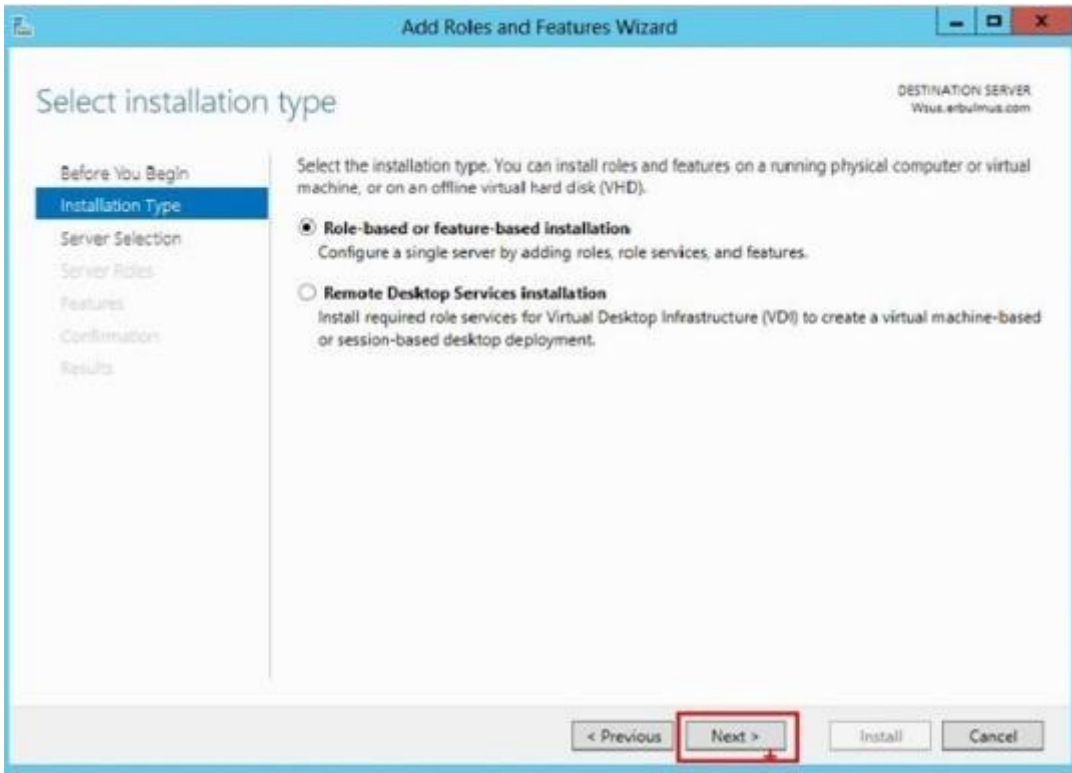 Add Roles and Features Wizard
Select installation type
DESTINATION SERVER
Wsus.erbulmus.com
Before You Begin
Installation Type
Server Selection
Server Roles
Features
Confirmation
Results
Select the installation type. You can install roles and features on a running physical computer or virtual
machine, or on an offline virtual hard disk (VHD).
Role-based or feature-based installation
Configure a single server by adding roles, role services, and features.
Remote Desktop Services installation
Install required role services for Virtual Desktop Infrastructure (VDI) to create a virtual machine-based
or session-based desktop deployment.
< Previous
Next >
Install
Cancel